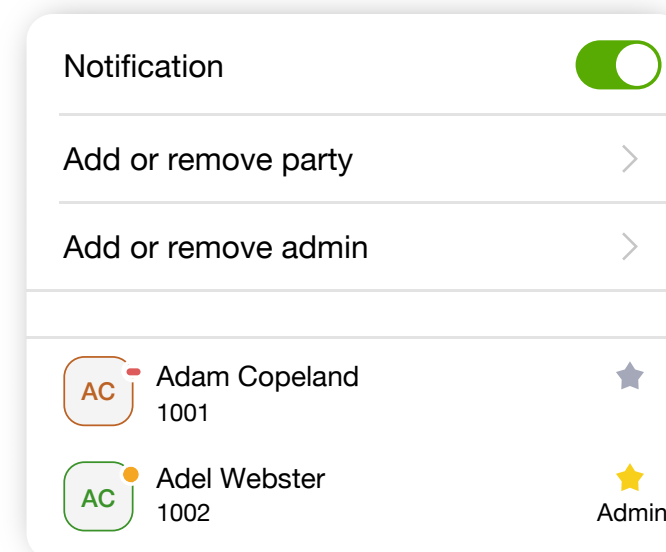 Notification
Add or remove party
Add or remove admin
AC
Adam Copeland
1001
AC
Adel Webster
1002
Admin